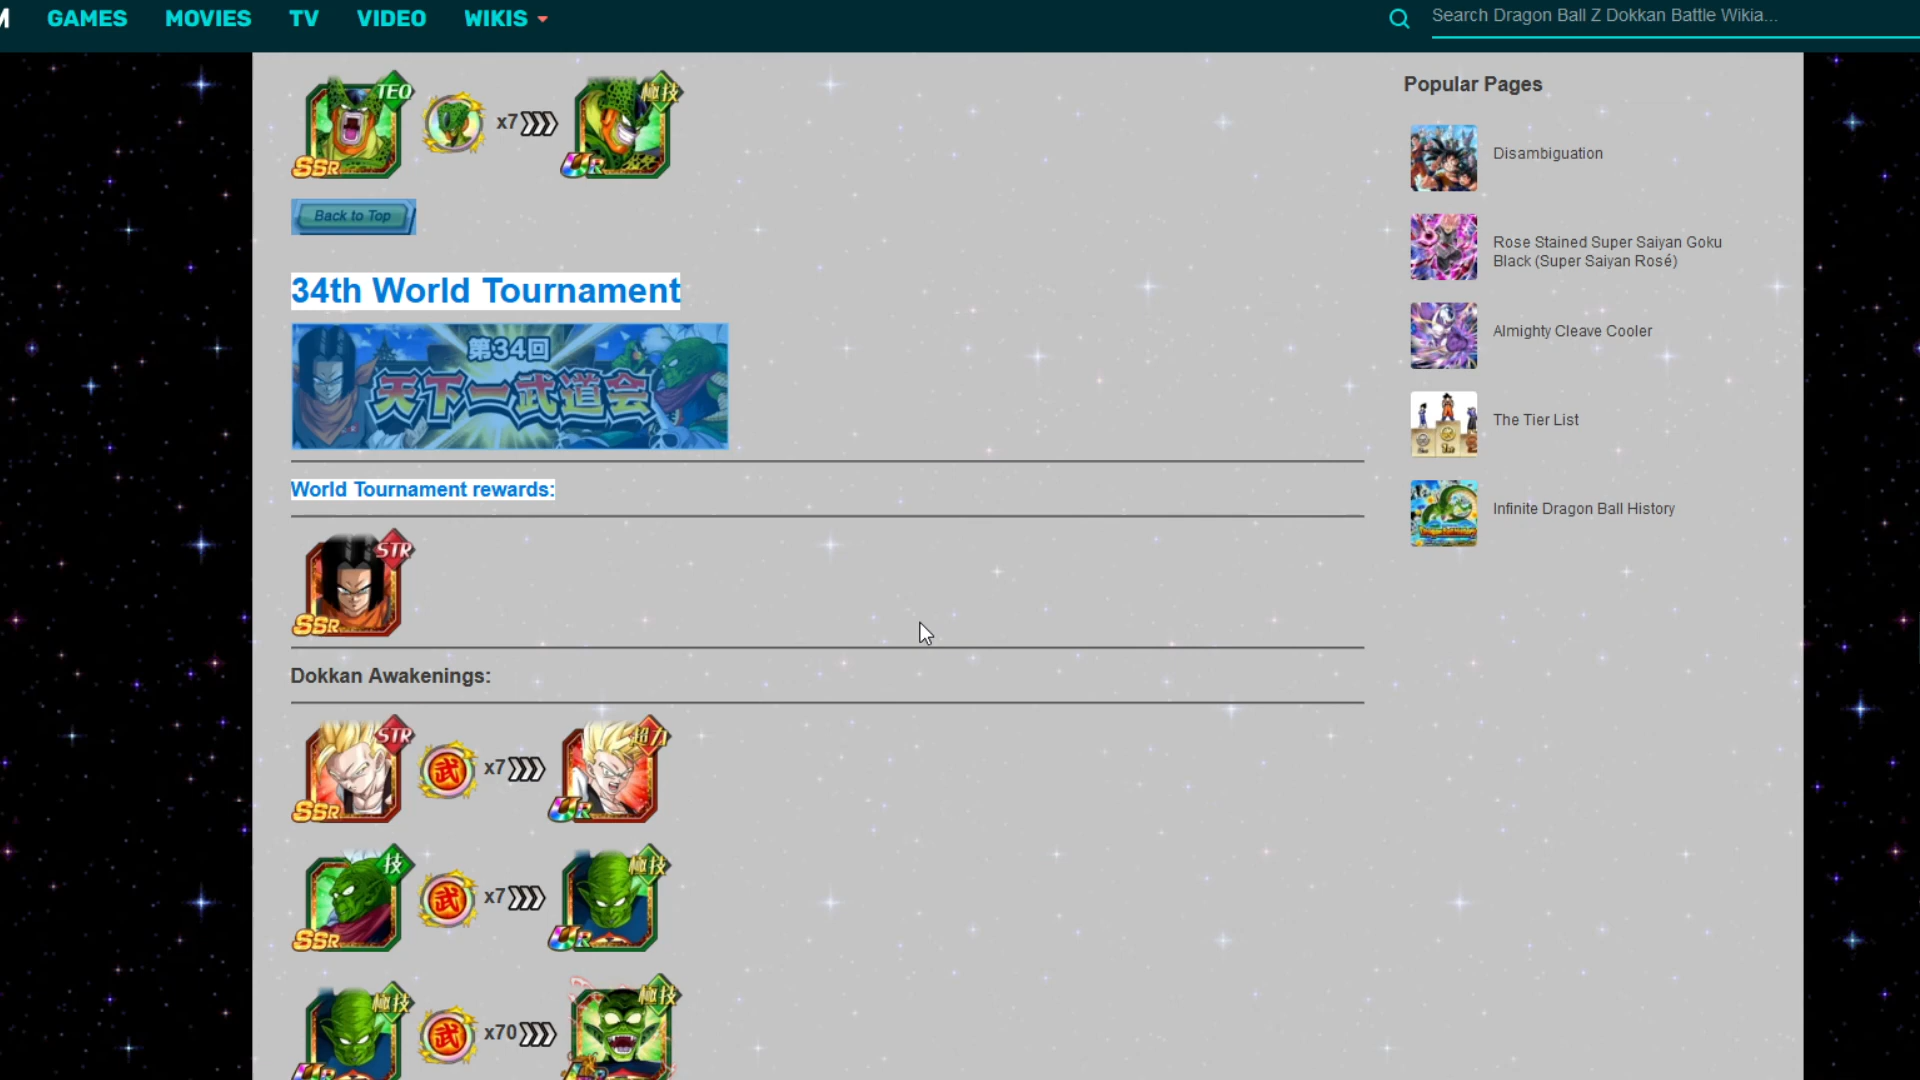 M GAMES MOVIES TV VIDEO WIKIS
Search Dragon Ball Z Dokkan Battle Wikia...
TEQ
SSR
x7
極技
UR
Back to Top
34th World Tournament
第34回
天下一武道会
World Tournament rewards:
STR
SSR
Dokkan Awakenings:
STR
SSR
武
x7
超力
UR
技
SSR
武
x7
極技
UR
極技
UR
武
x70
極技
Popular Pages
Disambiguation
Rose Stained Super Saiyan Goku
Black (Super Saiyan Rosé)
Almighty Cleave Cooler
The Tier List
Infinite Dragon Ball History